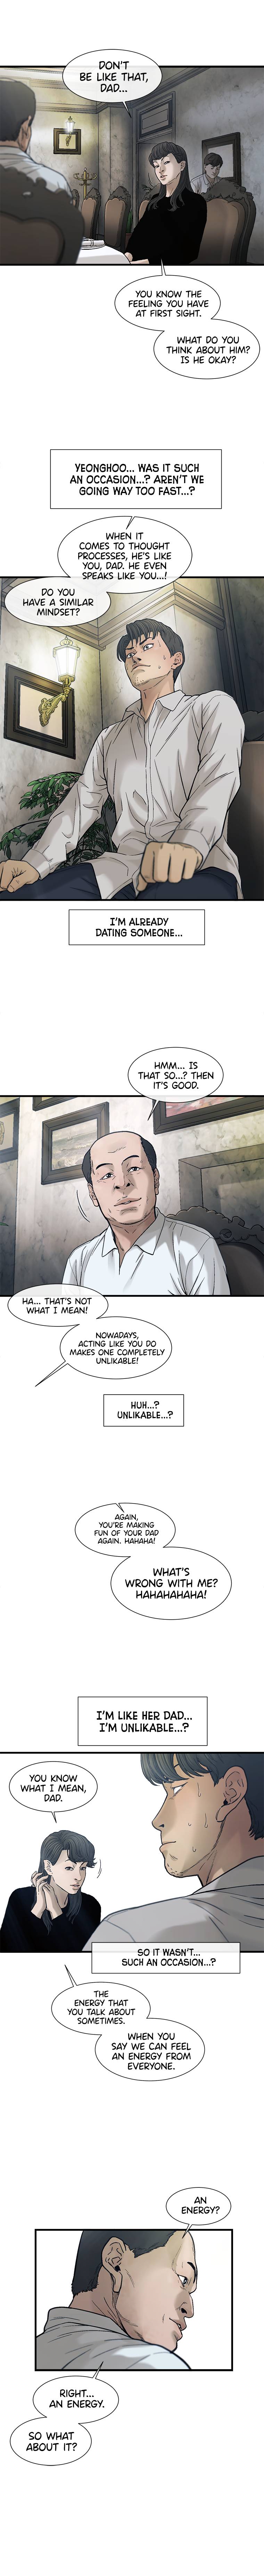 DON'T
BE LIKE THAT,
DAD...
YOU KNOW THE
FEELING YOU HAVE
AT FIRST SIGHT.
WHAT DO YOU
THINK ABOUT HIM?
IS HE OKAY?
YEONGHOO... WAS IT SUCH
AN OCCASION...? AREN'T WE
GOING WAY TOO FAST...?
WHEN IT
COMES TO THOUGHT
PROCESSES, HE'S LIKE
YOU, DAD. HE EVEN
SPEAKS LIKE YOU...!
DO YOU
HAVE A SIMILAR
MINDSET?
I'M ALREADY
DATING SOMEONE...
HMM... IS
THAT SO...? THEN
IT'S GOOD.
HA... THAT'S NOT
WHAT I MEAN!
NOWADAYS,
ACTING LIKE YOU DO
MAKES ONE COMPLETELY
UNLIKABLE!
HUH...?
UNLIKABLE...?
AGAIN,
YOU'RE MAKING
FUN OF YOUR DAD
AGAIN. HAHAHA!
WHAT'S
WRONG WITH ME?
HAHAHAHAHA!
I'M LIKE HER DAD...
I'M UNLIKABLE...?
YOU KNOW
WHAT I MEAN,
DAD.
SO IT WASN'T...
SUCH AN OCCASION...?
THE
ENERGY THAT
YOU TALK ABOUT
SOMETIMES.
WHEN YOU
SAY WE CAN FEEL
AN ENERGY FROM
EVERYONE.
AN
ENERGY?
RIGHT...
AN ENERGY.
SO WHAT
ABOUT IT?